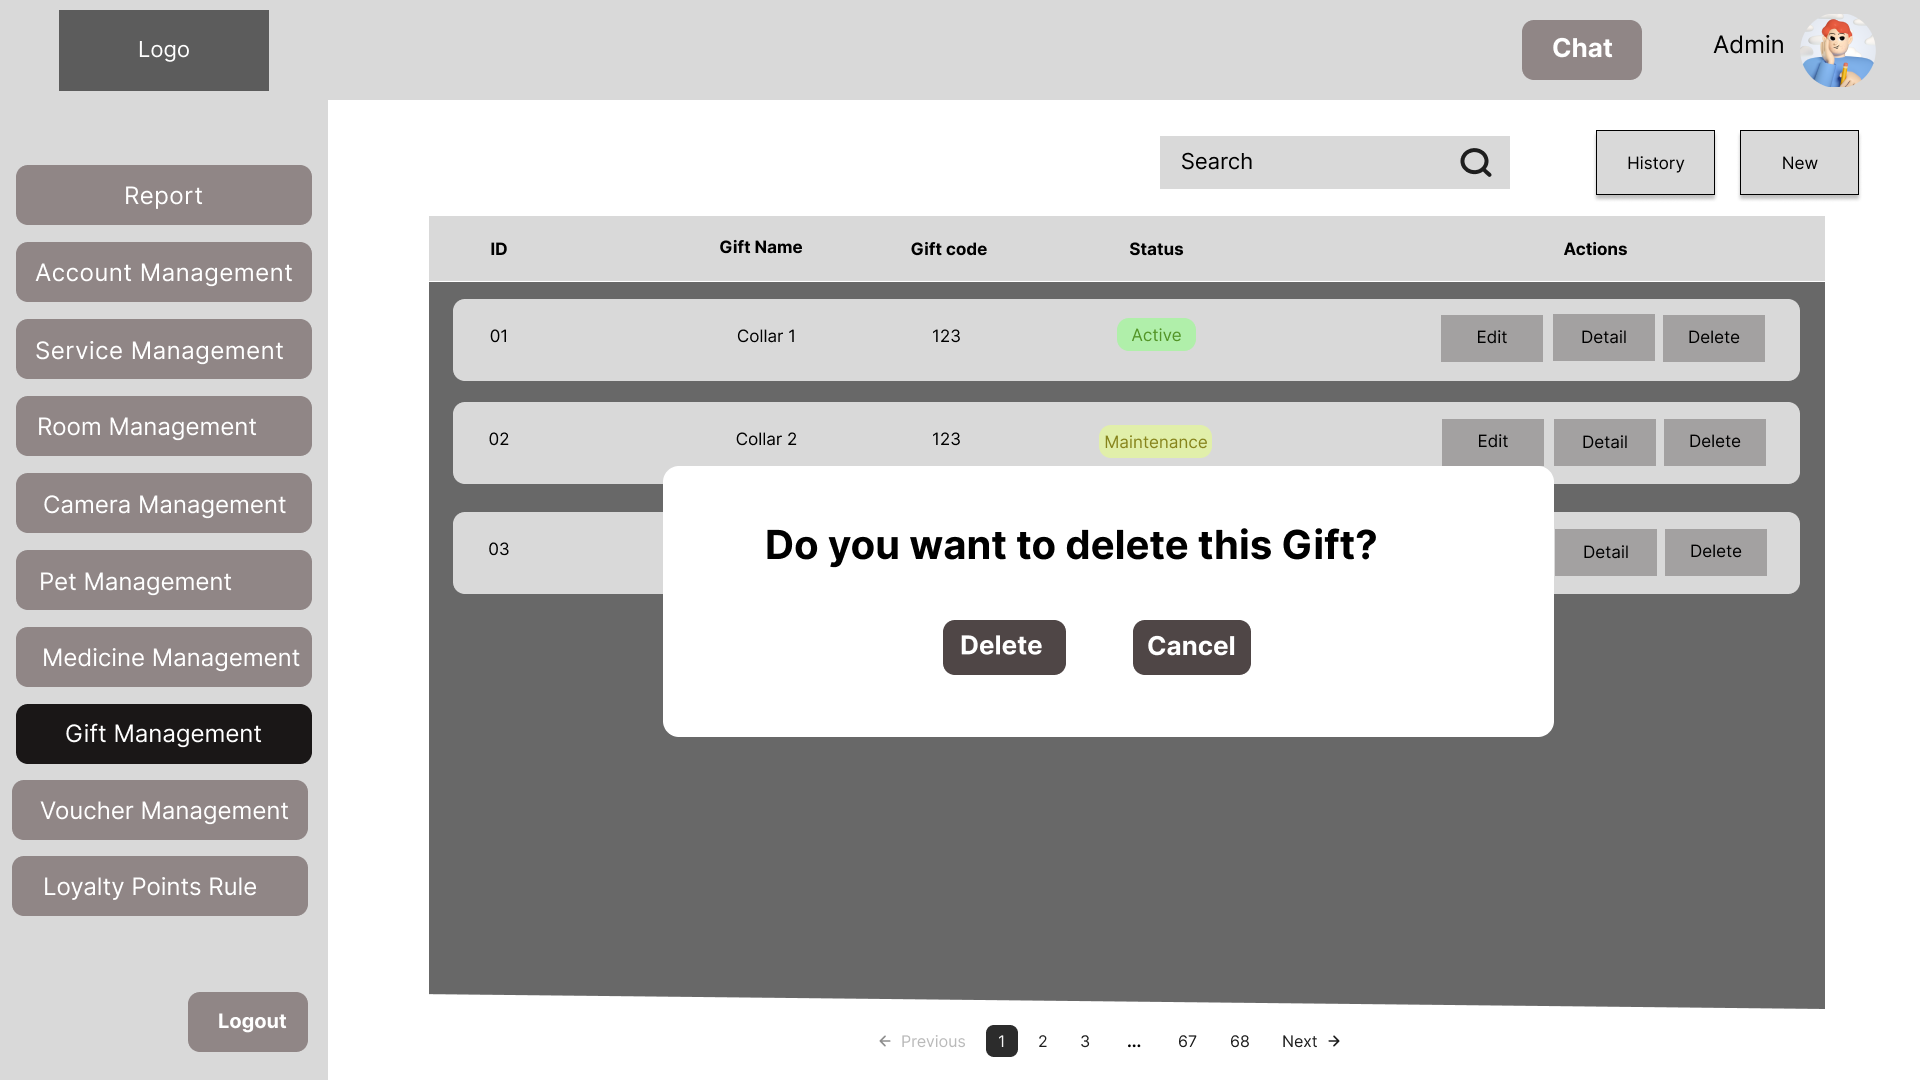 Logo
Chat
Admin
Search
History
New
Report
Account Management
Service Management
Room Management
Camera Management
Pet Management
Medicine Management
Gift Management
Voucher Management
Loyalty Points Rule
Logout
ID Gift Name Gift code Status Actions
01 Collar 1 123 Active Edit Detail Delete
02 Collar 2 123 Maintenance Edit Detail Delete
03 Detail Delete
Do you want to delete this Gift?
Delete Cancel
← Previous 1 2 3 ... 67 68 Next →